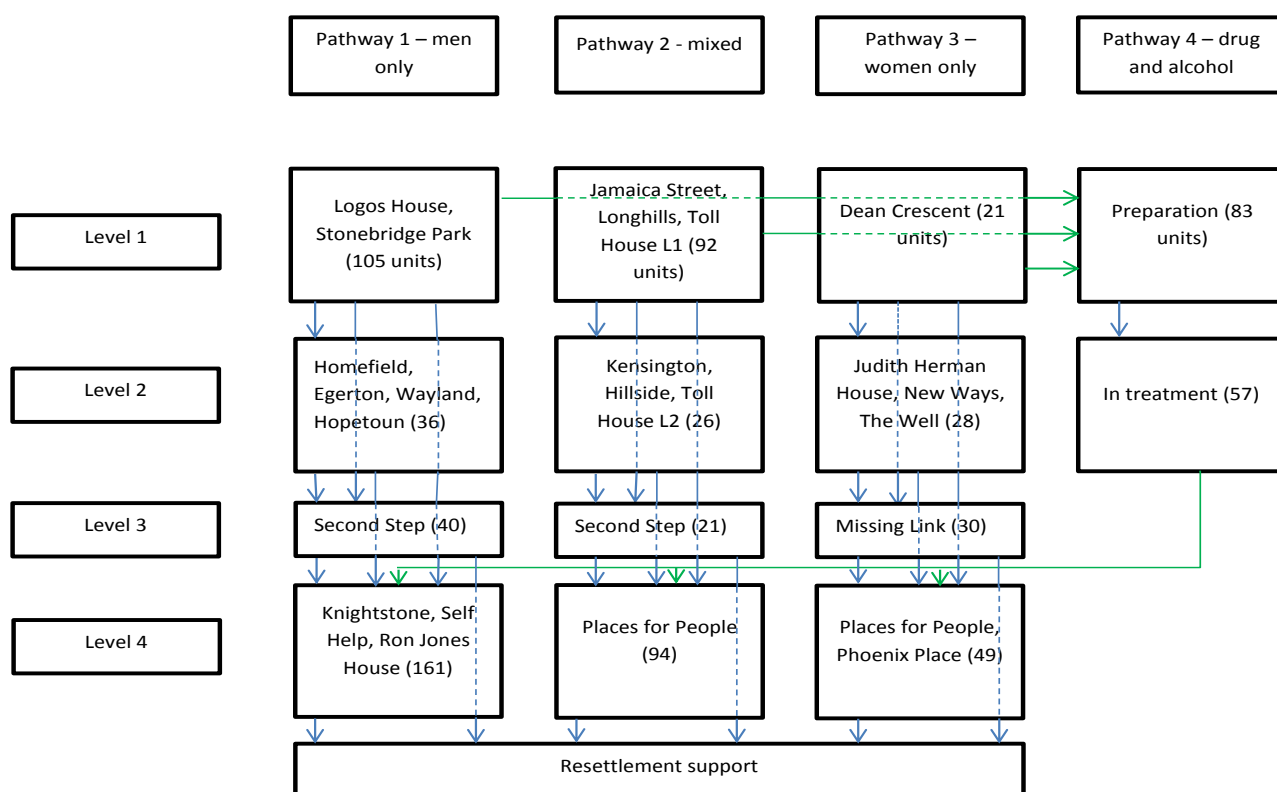 Pathway 1 – men
only
Pathway 2 - mixed
Pathway 3 –
women only
Pathway 4 – drug
and alcohol
Level 1
Logos House,
Stonebridge Park
(105 units)
Jamaica Street,
Longhills, Toll
House L1 (92
units)
Dean Crescent (21
units)
Preparation (83
units)
Level 2
Homefield,
Egerton, Wayland,
Hopetoun (36)
Kensington,
Hillside, Toll
House L2 (26)
Judith Herman
House, New Ways,
The Well (28)
In treatment (57)
Level 3
Second Step (40)
Second Step (21)
Missing Link (30)
Level 4
Knightstone, Self
Help, Ron Jones
House (161)
Places for People
(94)
Places for People,
Phoenix Place (49)
Resettlement support